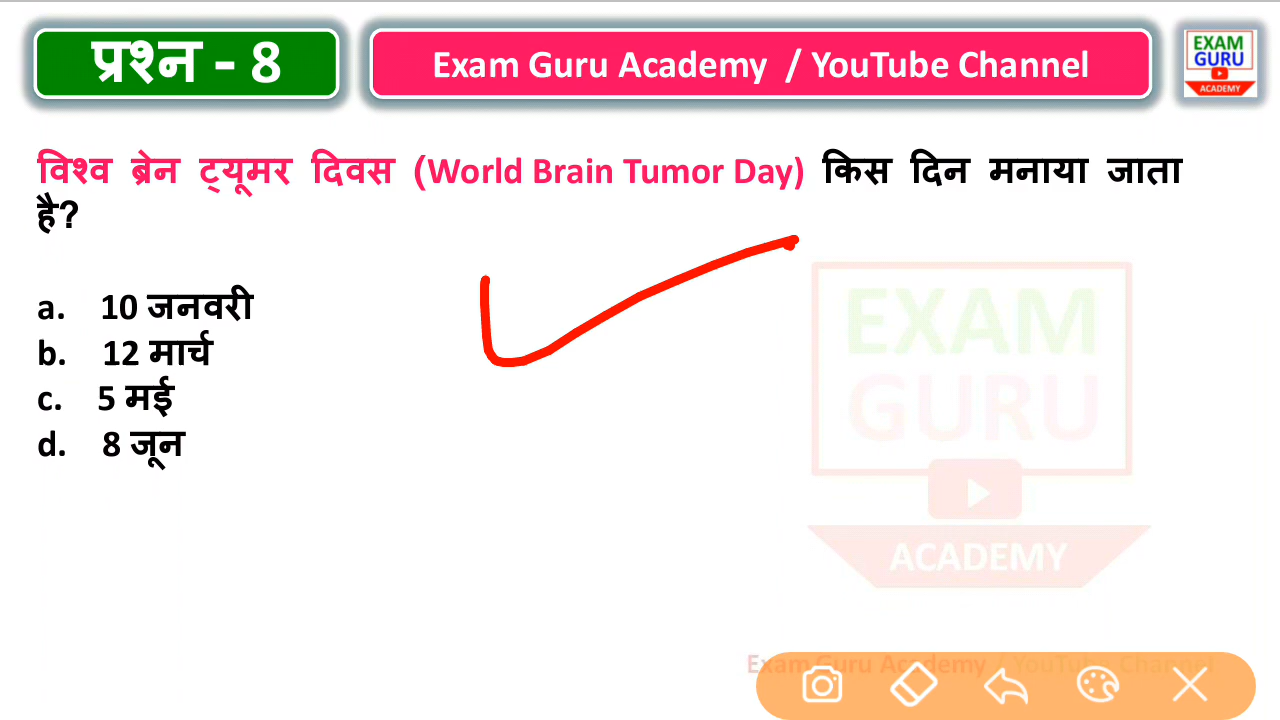 प्रश्न - 8
Exam Guru Academy / YouTube Channel
EXAM
GURU
ACADEMY
विश्व ब्रेन ट्यूमर दिवस (World Brain Tumor Day) किस दिन मनाया जाता
है?
a. 10 जनवरी
b. 12 मार्च
c. 5 मई
d. 8 जून
EXAM
GURU
ACADEMY
Exam Guru Academy / YouTube Channel